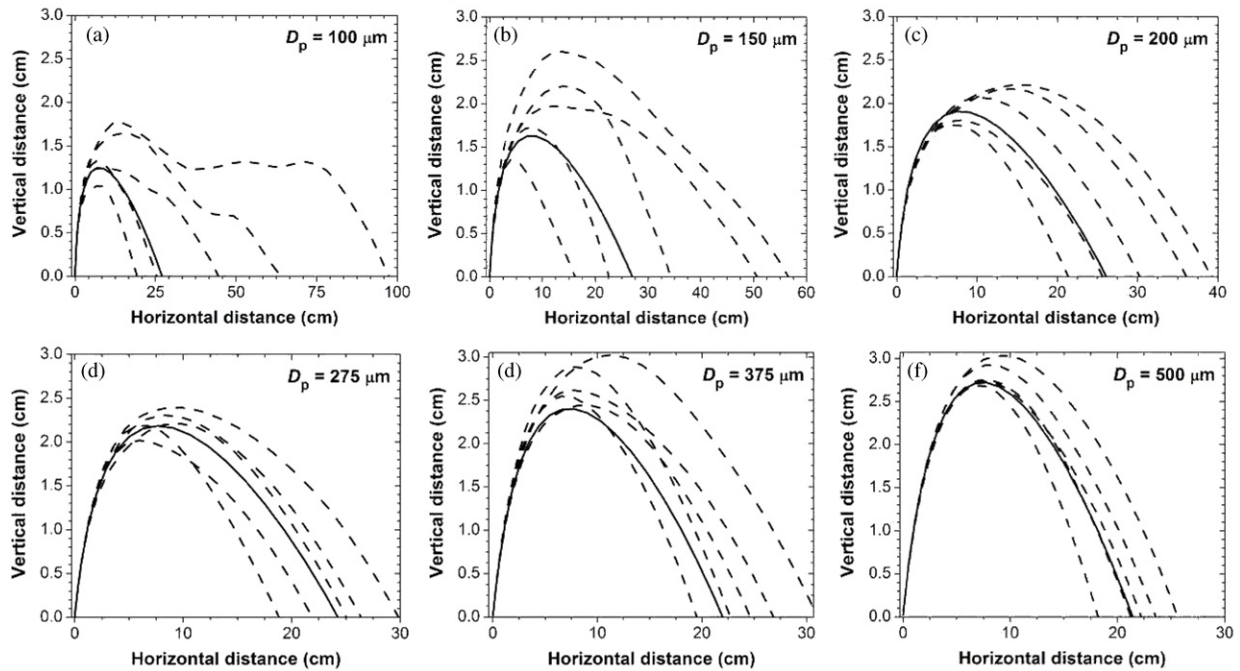 (a) Dp = 100 μm
3.0
2.5
2.0
1.5
1.0
0.5
0.0
Vertical distance (cm)
0 25 50 75 100
Horizontal distance (cm)
(b) Dp = 150 μm
3.0
2.5
2.0
1.5
1.0
0.5
0.0
Vertical distance (cm)
0 10 20 30 40 50 60
Horizontal distance (cm)
(c) Dp = 200 μm
3.0
2.5
2.0
1.5
1.0
0.5
0.0
Vertical distance (cm)
0 10 20 30 40
Horizontal distance (cm)
(d) Dp = 275 μm
3.0
2.5
2.0
1.5
1.0
0.5
0.0
Vertical distance (cm)
0 10 20 30
Horizontal distance (cm)
(d) Dp = 375 μm
3.0
2.5
2.0
1.5
1.0
0.5
0.0
Vertical distance (cm)
0 10 20 30
Horizontal distance (cm)
(f) Dp = 500 μm
3.0
2.5
2.0
1.5
1.0
0.5
0.0
Vertical distance (cm)
0 10 20 30
Horizontal distance (cm)